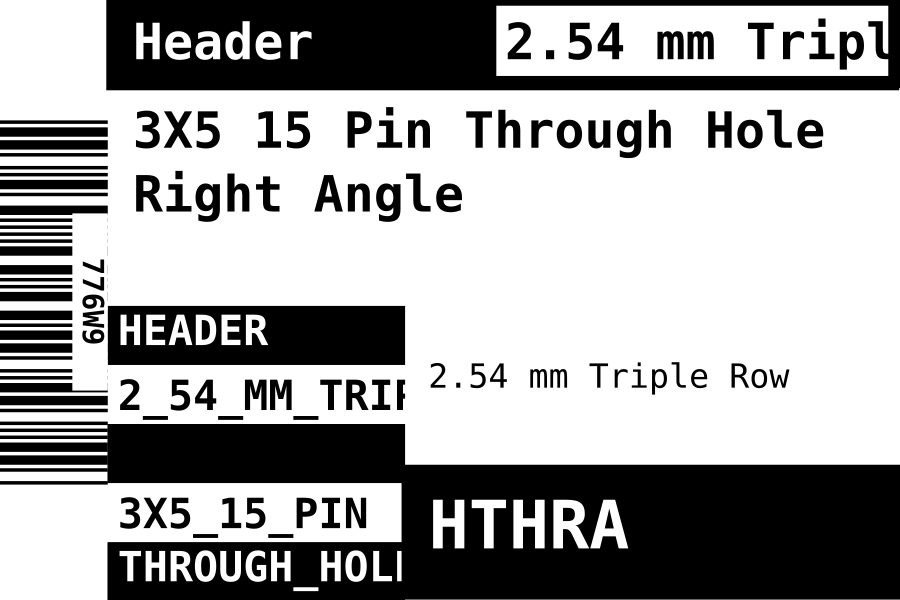 Header
2.54 mm Tripl
3X5 15 Pin Through Hole
Right Angle
776W9
HEADER
2_54_MM_TRIP
2.54 mm Triple Row
3X5_15_PIN
HTHRA
THROUGH_HOLE